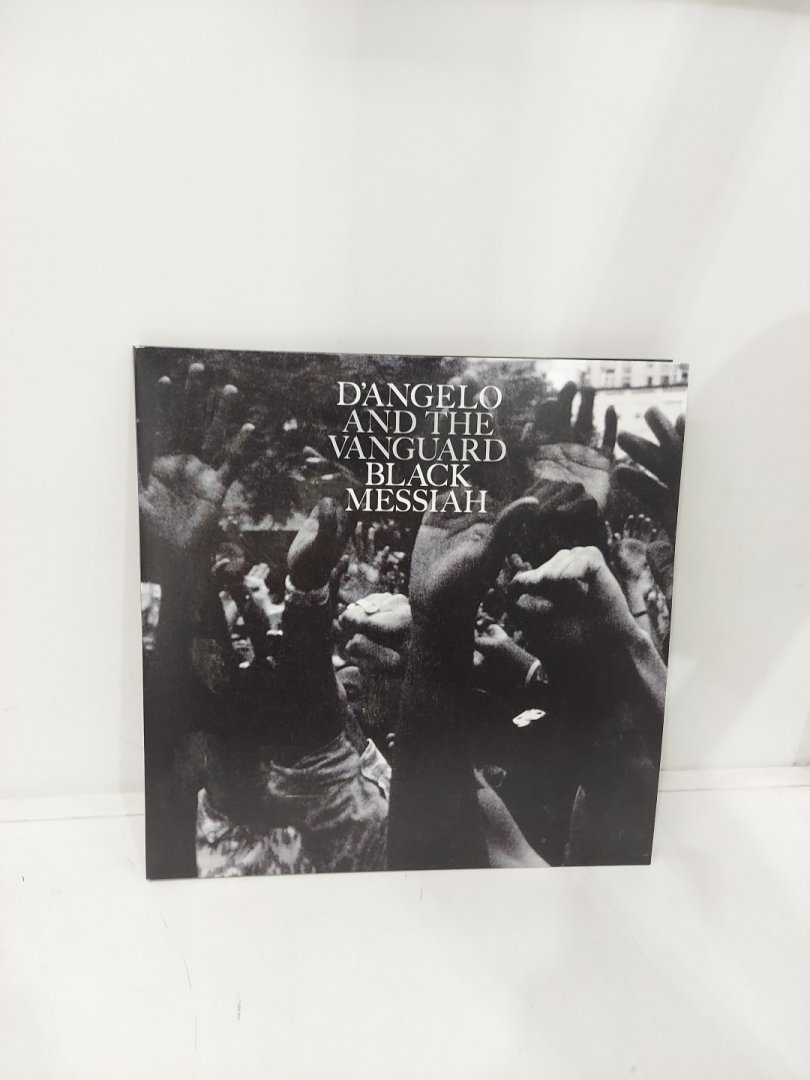 D'ANGELO
AND THE
VANGUARD
BLACK
MESSIAH